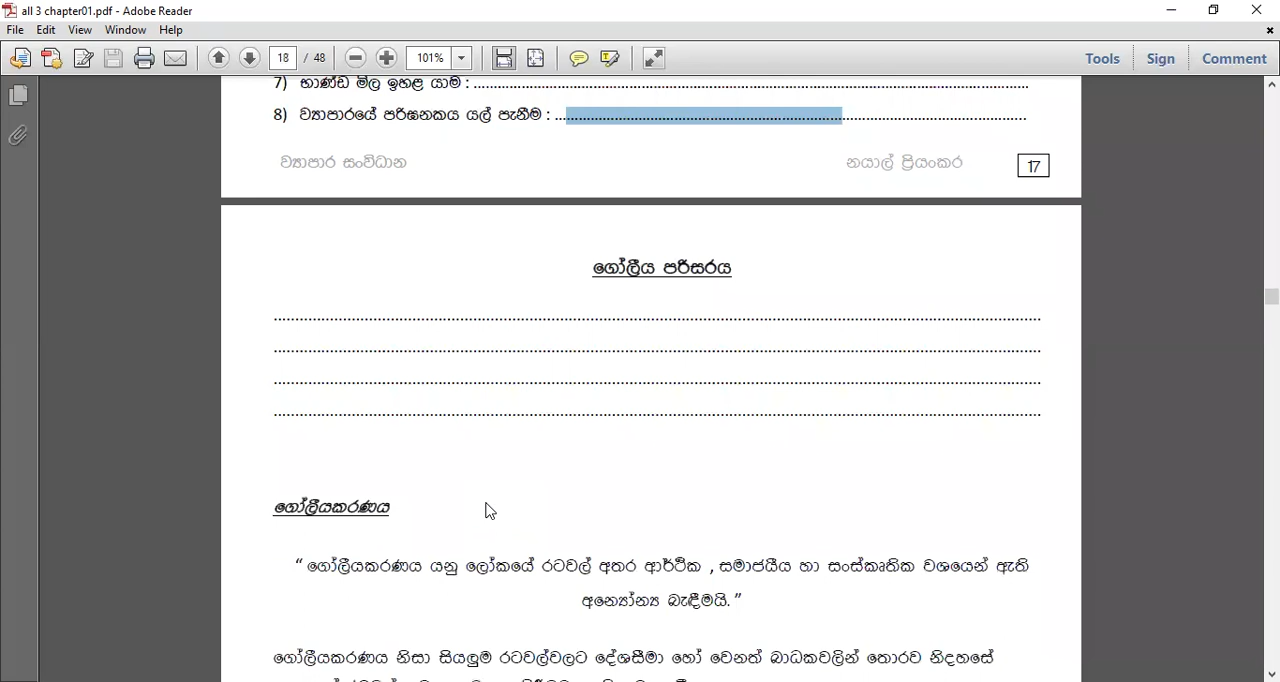 all 3 chapter01.pdf - Adobe Reader
File Edit View Window Help
18 / 48 101% Tools Sign Comment
7) භාණ්ඩ මිල ඉහළ යාම : ..............................................................
8) ව්‍යාපාරයේ පරිඝනකය යල් පැනීම : ..............................................................
ව්‍යාපාර සංවිධාන නයාල් ප්‍රියංකර 17
ගෝලීය පරිසරය
..............................................................
..............................................................
..............................................................
..............................................................
ගෝලීයකරණය
“ ගෝලීයකරණය යනු ලෝකයේ රටවල් අතර ආර්ථික , සමාජයීය හා සංස්කෘතික වශයෙන් ඇති
අන්‍යෝන්‍ය බැඳීමයි. ”
ගෝලීයකරණය නිසා සියලුම රටවල්වලට දේශසීමා හෝ වෙනත් බාධකවලින් තොරව නිදහසේ